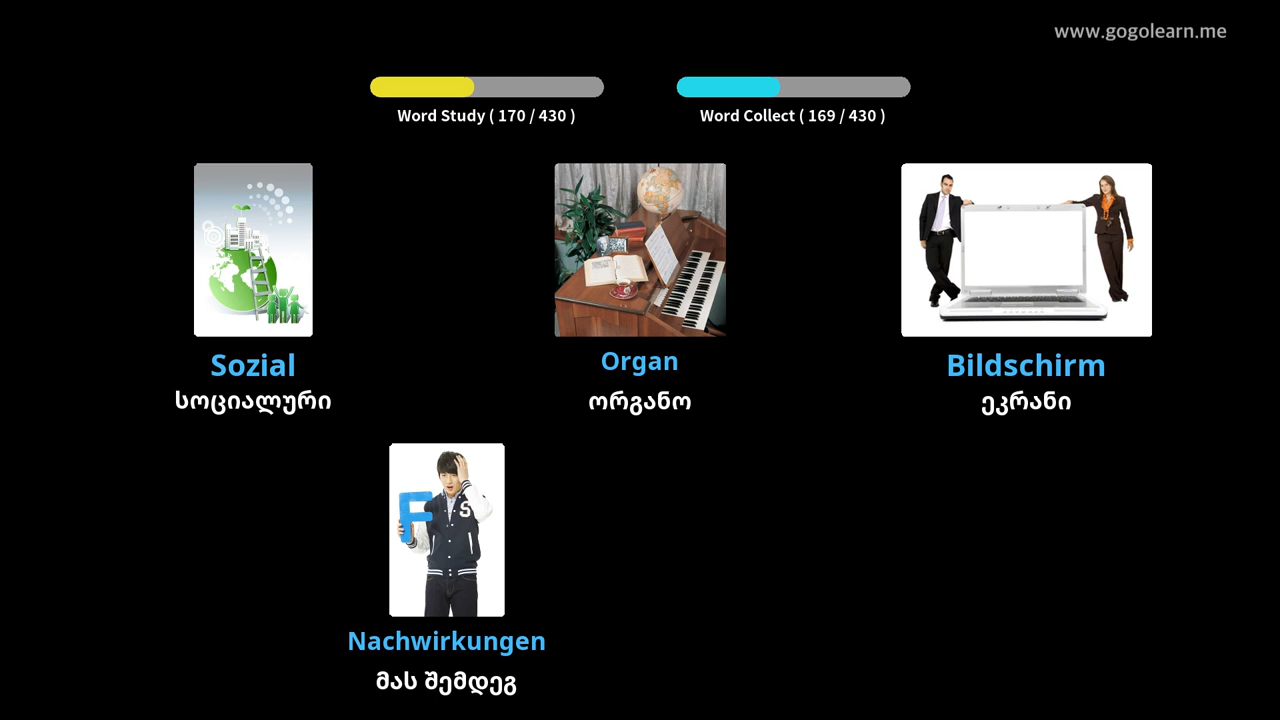 www.gogolearn.me
Word Study ( 170 / 430 )
Word Collect ( 169 / 430 )
Sozial
სოციალური
Organ
ორგანო
Bildschirm
ეკრანი
F
S
Nachwirkungen
მას შემდეგ